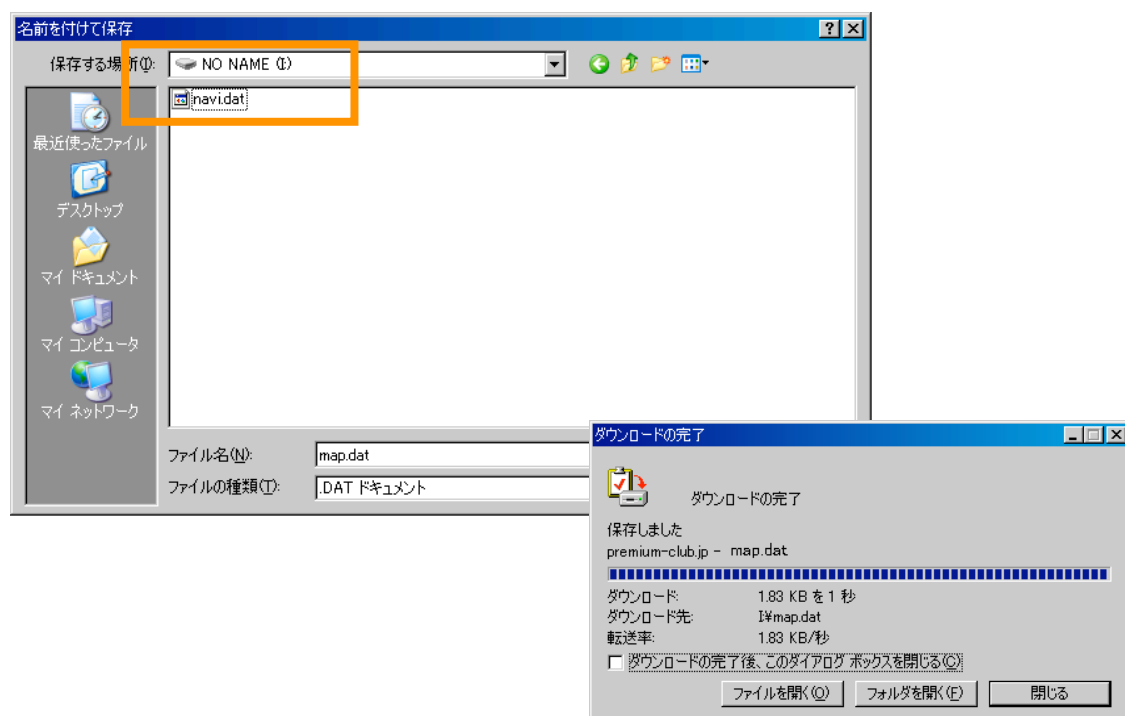 名前を付けて保存
保存する場所(I):
NO NAME (I:)
navi.dat
最近使ったファイル
デスクトップ
マイ ドキュメント
マイ コンピュータ
マイ ネットワーク
ファイル名(N):
map.dat
ファイルの種類(T):
.DAT ドキュメント
ダウンロードの完了
ダウンロードの完了
保存しました
premium-club.jp - map.dat
ダウンロード: 1.83 KB を 1 秒
ダウンロード先: I:¥map.dat
転送率: 1.83 KB/秒
ダウンロードの完了後、このダイアログ ボックスを閉じる(C)
ファイルを開く(O) フォルダを開く(F) 閉じる